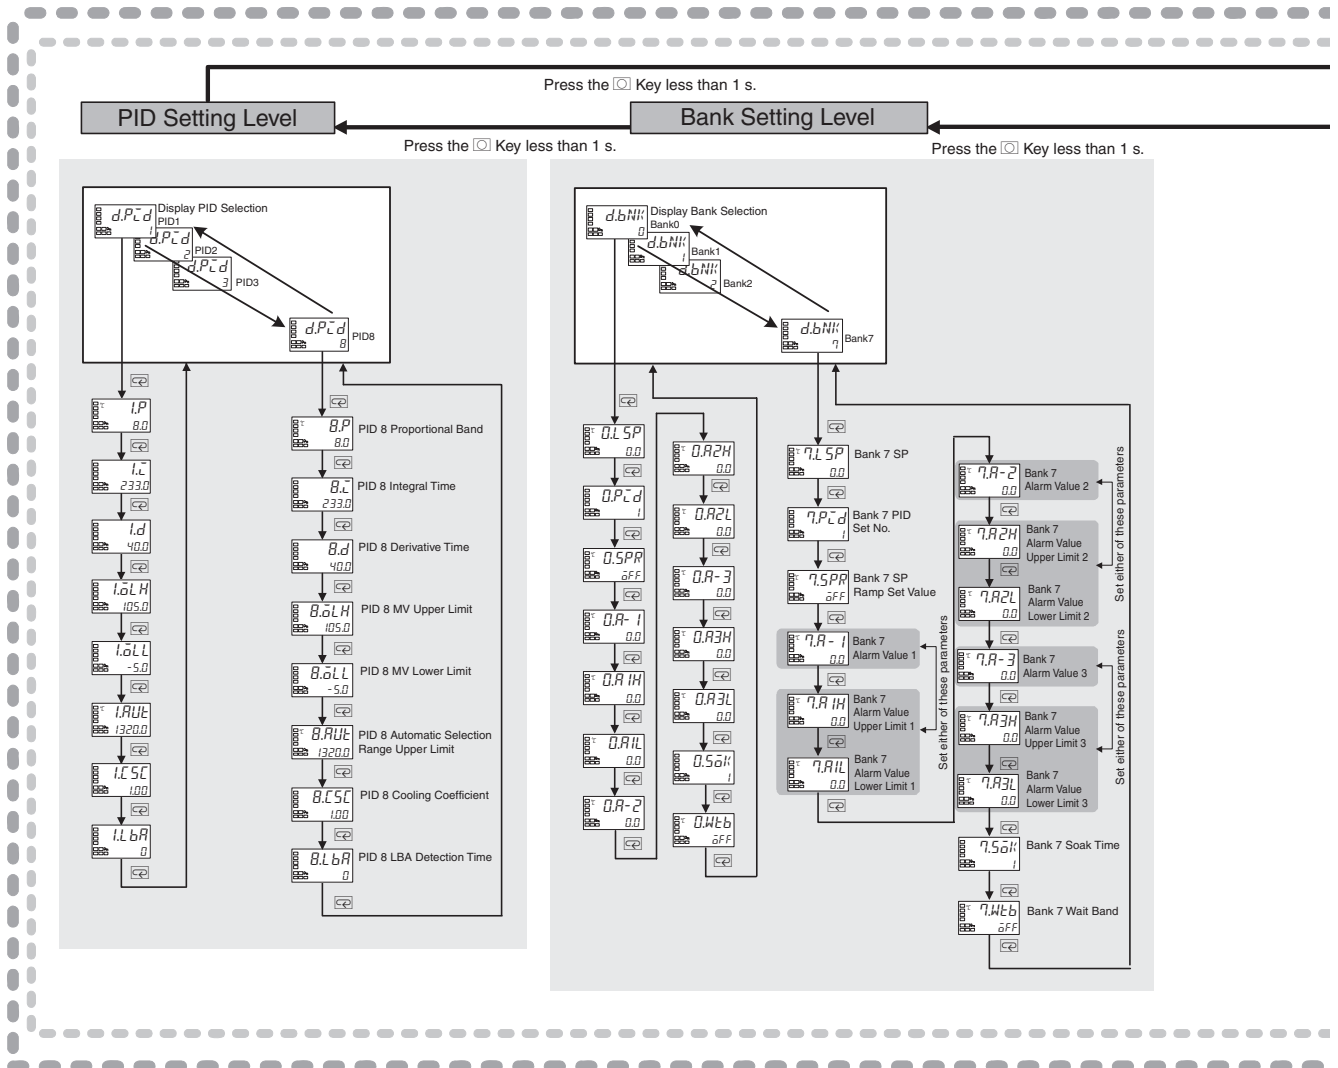 Press the Key less than 1 s.
PID Setting Level
Bank Setting Level
Press the Key less than 1 s.
Press the Key less than 1 s.
d.PID
1
Display PID Selection
PID1
d.PID
2
PID2
d.PID
3
PID3
d.PID
8
PID8
1.P
8.0
1.I
233.0
1.d
40.0
1.oLH
105.0
1.oLL
-5.0
1.AUt
1320.0
1.CSC
1.00
1.LbA
0
8.P
8.0
PID 8 Proportional Band
8.I
233.0
PID 8 Integral Time
8.d
40.0
PID 8 Derivative Time
8.oLH
105.0
PID 8 MV Upper Limit
8.oLL
-5.0
PID 8 MV Lower Limit
8.AUt
1320.0
PID 8 Automatic Selection
Range Upper Limit
8.CSC
1.00
PID 8 Cooling Coefficient
8.LbA
0
PID 8 LBA Detection Time
d.bNK
0
Display Bank Selection
Bank0
d.bNK
1
Bank1
d.bNK
2
Bank2
d.bNK
7
Bank7
0.LSP
0.0
0.PID
1
0.SPR
oFF
0.A-1
0.0
0.A1H
0.0
0.A1L
0.0
0.A-2
0.0
0.A2H
0.0
0.A2L
0.0
0.A-3
0.0
0.A3H
0.0
0.A3L
0.0
0.SoK
1
0.Wtb
oFF
7.LSP
0.0
Bank 7 SP
7.PID
1
Bank 7 PID
Set No.
7.SPR
oFF
Bank 7 SP
Ramp Set Value
7.A-1
0.0
Bank 7
Alarm Value 1
7.A1H
0.0
Bank 7
Alarm Value
Upper Limit 1
7.A1L
0.0
Bank 7
Alarm Value
Lower Limit 1
Set either of these parameters
7.A-2
0.0
Bank 7
Alarm Value 2
7.A2H
0.0
Bank 7
Alarm Value
Upper Limit 2
7.A2L
0.0
Bank 7
Alarm Value
Lower Limit 2
Set either of these parameters
7.A-3
0.0
Bank 7
Alarm Value 3
7.A3H
0.0
Bank 7
Alarm Value
Upper Limit 3
7.A3L
0.0
Bank 7
Alarm Value
Lower Limit 3
Set either of these parameters
7.SoK
1
Bank 7 Soak Time
7.Wtb
oFF
Bank 7 Wait Band